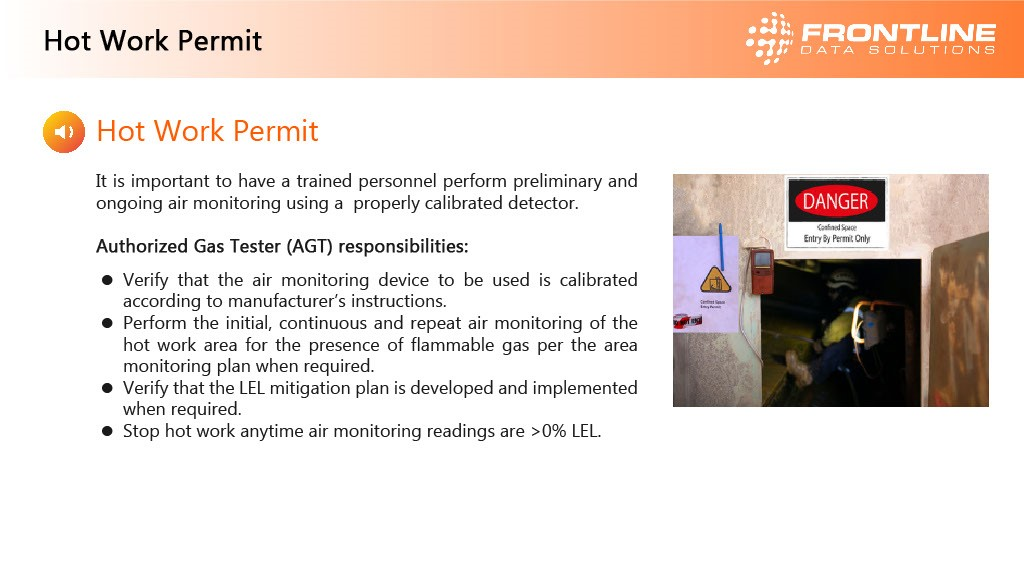 Hot Work Permit
FRONTLINE
DATA SOLUTIONS
Hot Work Permit
It is important to have a trained personnel perform preliminary and
ongoing air monitoring using a properly calibrated detector.
Authorized Gas Tester (AGT) responsibilities:
● Verify that the air monitoring device to be used is calibrated
according to manufacturer’s instructions.
● Perform the initial, continuous and repeat air monitoring of the
hot work area for the presence of flammable gas per the area
monitoring plan when required.
● Verify that the LEL mitigation plan is developed and implemented
when required.
● Stop hot work anytime air monitoring readings are >0% LEL.
DANGER
Confined Space
Entry By Permit Only
Confined Space
Entry Permit